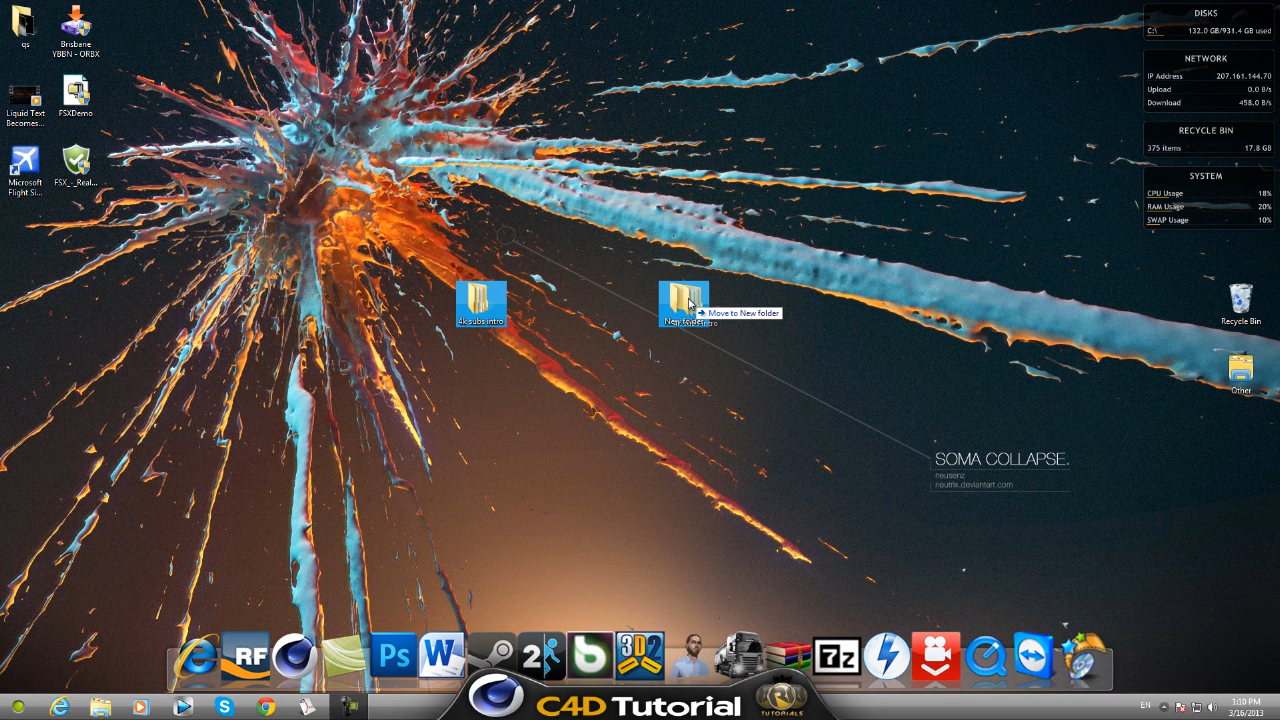 qs
Brisbane
YBBN - ORBX
Liquid Text
Becomes...
FSXDemo
Microsoft
Flight Si...
FSX_-_Real...
DISKS
C:\ 132.0 GB/931.4 GB used
NETWORK
IP Address 207.161.144.70
Upload 0.0 B/s
Download 458.0 B/s
RECYCLE BIN
375 items 17.8 GB
SYSTEM
CPU Usage 18%
RAM Usage 20%
SWAP Usage 10%
4k subs intro
New folder
Move to New folder
Recycle Bin
Other
SOMA COLLAPSE.
neusenz
neutrix.deviantart.com
RF
Ps
W
2
3D2
7z
C4D Tutorial
R
TUTORIALS
EN
1:10 PM
3/16/2013